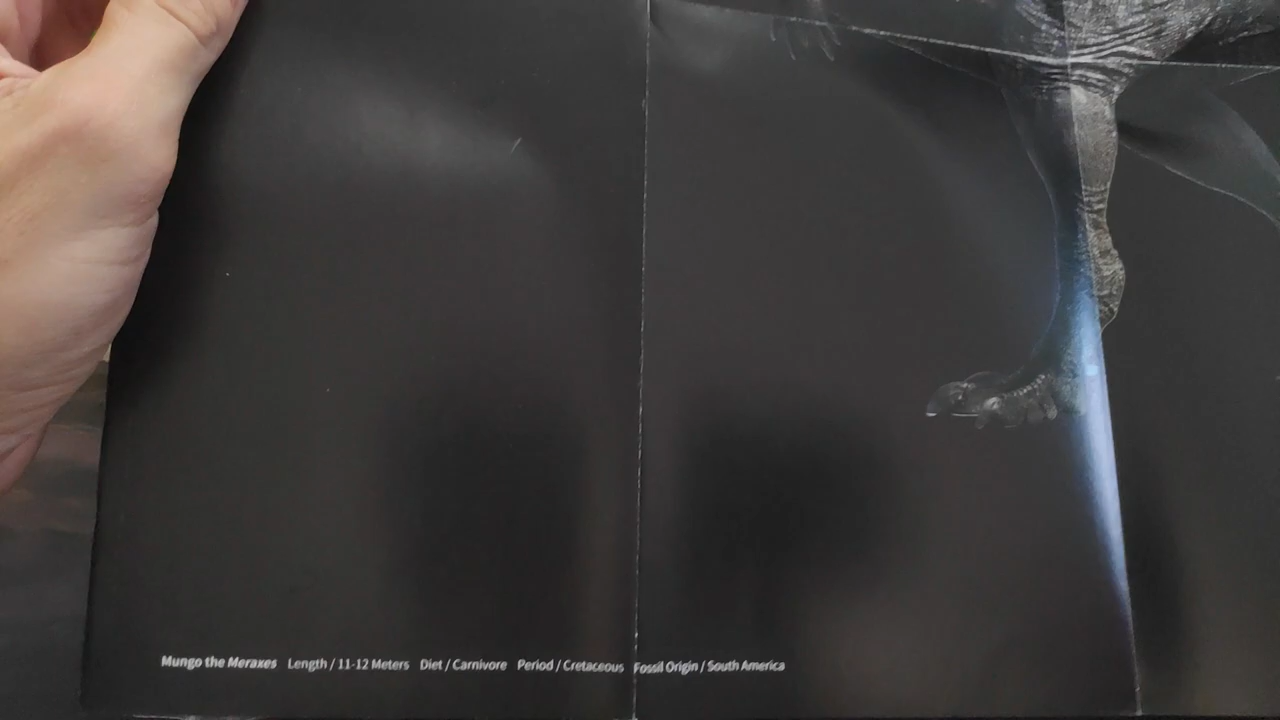 Mungo the Meraxes Length / 11-12 Meters Diet / Carnivore Period / Cretaceous Fossil Origin / South America